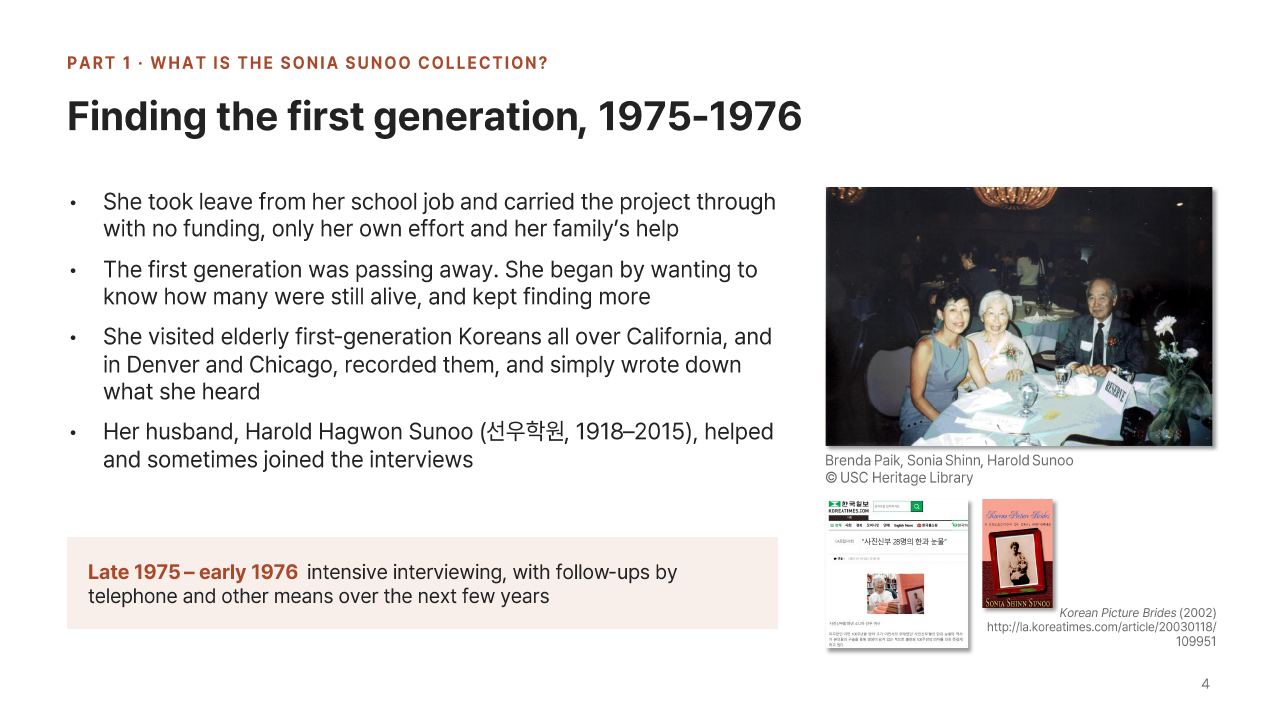 PART 1 · WHAT IS THE SONIA SUNOO COLLECTION?
Finding the first generation, 1975-1976
• She took leave from her school job and carried the project through
with no funding, only her own effort and her family’s help
• The first generation was passing away. She began by wanting to
know how many were still alive, and kept finding more
• She visited elderly first-generation Koreans all over California, and
in Denver and Chicago, recorded them, and simply wrote down
what she heard
• Her husband, Harold Hagwon Sunoo (선우학원, 1918–2015), helped
and sometimes joined the interviews
Late 1975 – early 1976 intensive interviewing, with follow-ups by
telephone and other means over the next few years
RESERVE
Brenda Paik, Sonia Shinn, Harold Sunoo
© USC Heritage Library
한국일보
KOREATIMES.COM
English News
"사진신부 28명의 한과 눈물"
Korean Picture Brides
SONIA SHINN SUNOO
Korean Picture Brides (2002)
http://la.koreatimes.com/article/20030118/
109951
4